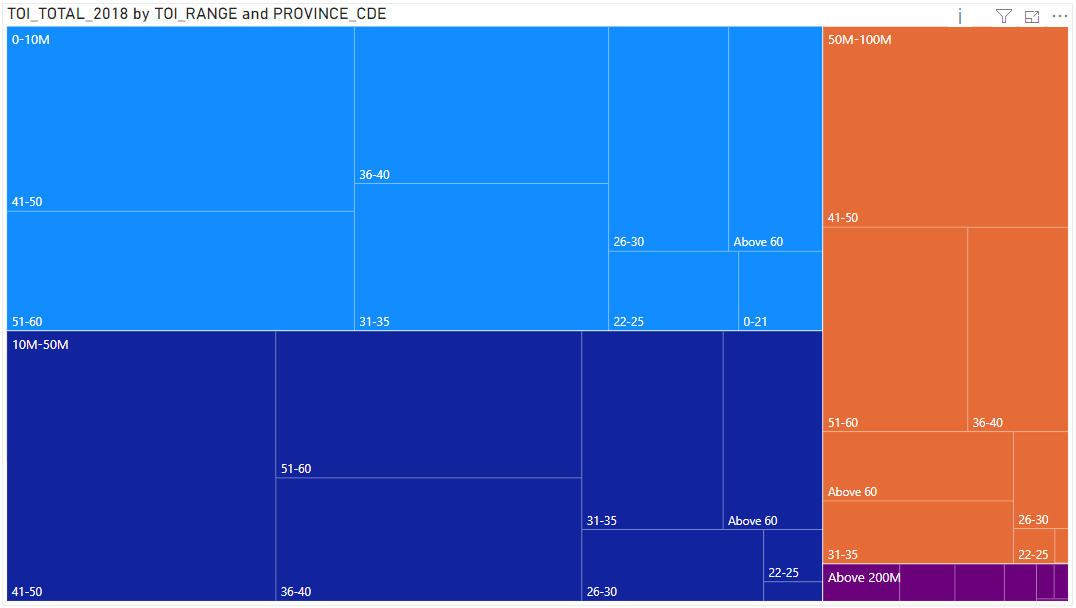 TOI_TOTAL_2018 by TOI_RANGE and PROVINCE_CDE
0-10M
41-50
51-60
36-40
31-35
26-30
Above 60
22-25
0-21
10M-50M
41-50
51-60
36-40
31-35
Above 60
26-30
22-25
50M-100M
41-50
51-60
36-40
Above 60
31-35
26-30
22-25
Above 200M